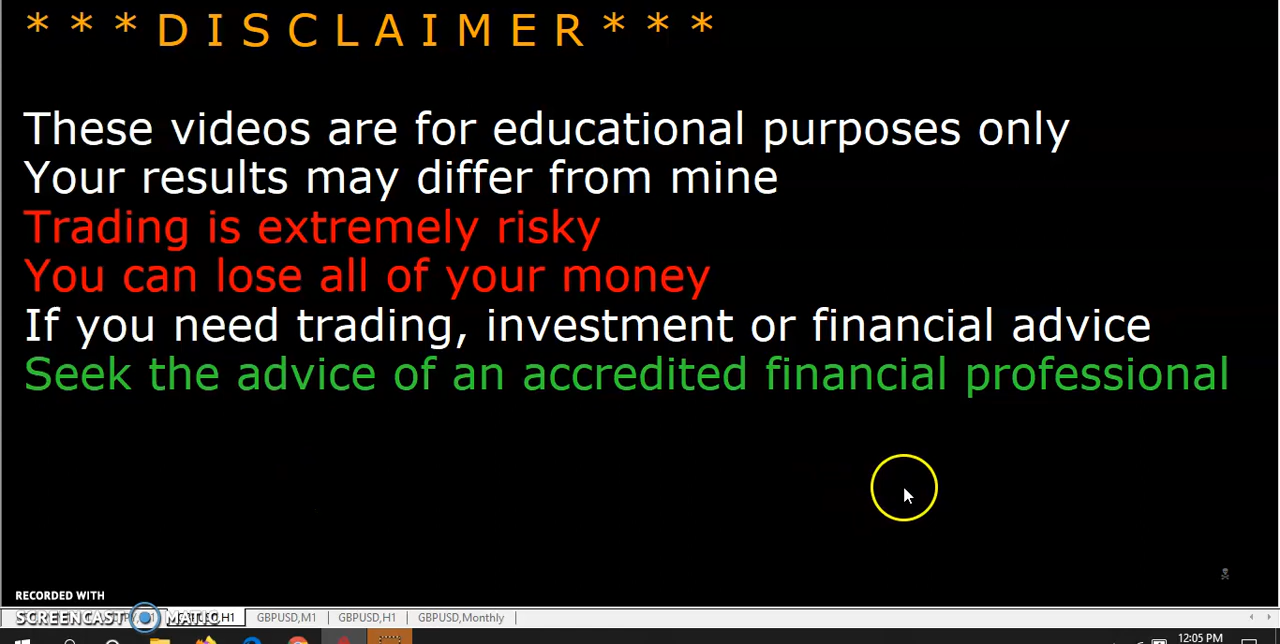 * * * D I S C L A I M E R * * *
These videos are for educational purposes only
Your results may differ from mine
Trading is extremely risky
You can lose all of your money
If you need trading, investment or financial advice
Seek the advice of an accredited financial professional
RECORDED WITH
SCREENCAST MATIC
H1
GBPUSD,M1
GBPUSD,H1
GBPUSD,Monthly
12:05 PM